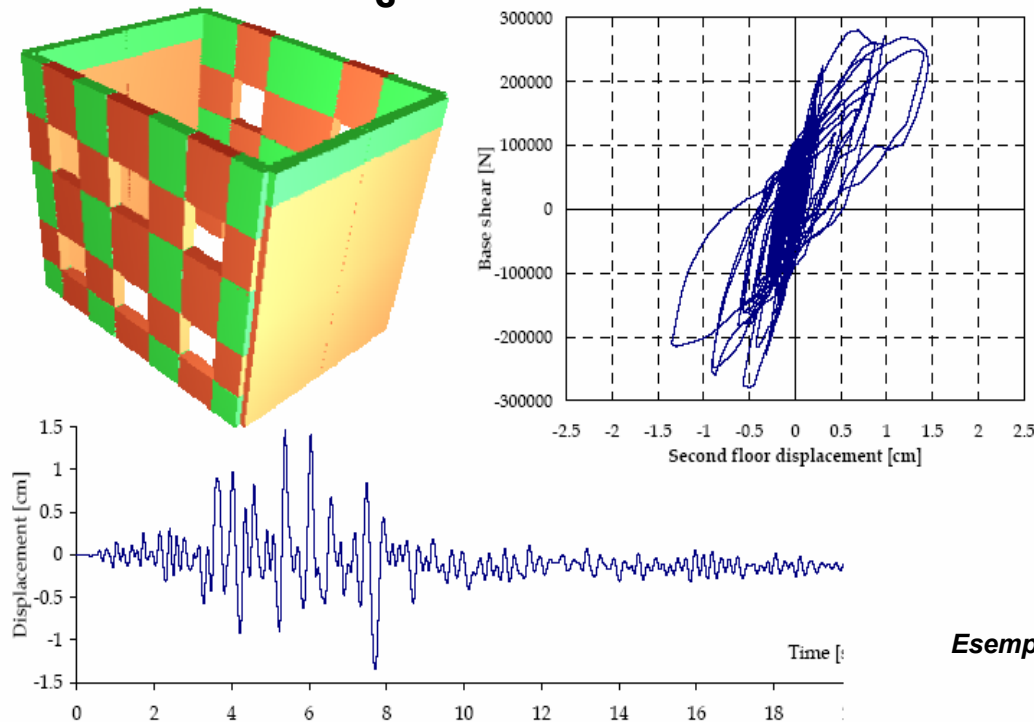 300000
200000
100000
0
-100000
-200000
-300000
Base shear [N]
-2.5 -2 -1.5 -1 -0.5 0 0.5 1 1.5 2 2.5
Second floor displacement [cm]
1.5
1
0.5
0
-0.5
-1
-1.5
Displacement [cm]
Time [s
0 2 4 6 8 10 12 14 16 18
Esemp